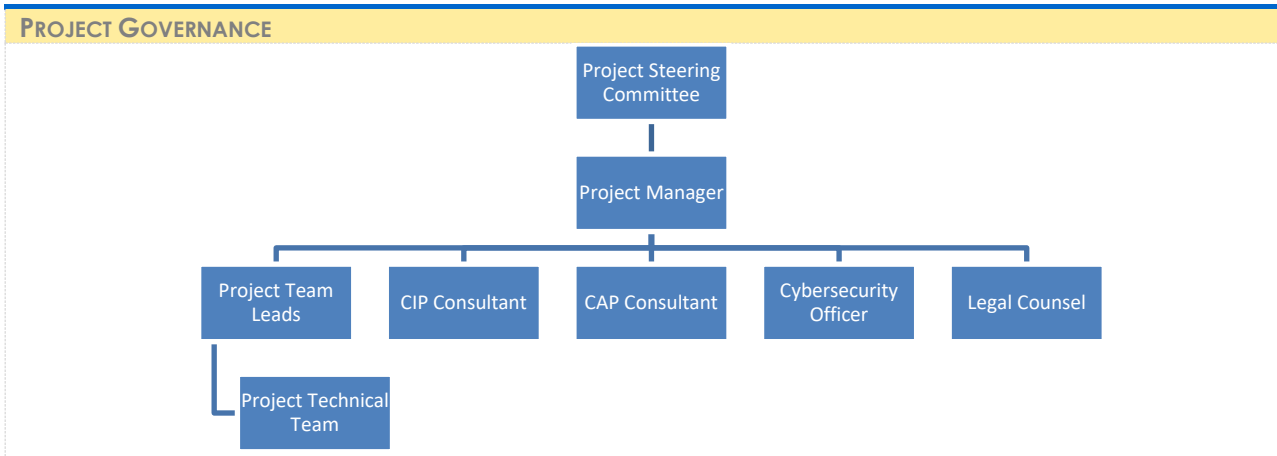 PROJECT GOVERNANCE
Project Steering
Committee
Project Manager
Project Team
Leads
CIP Consultant
CAP Consultant
Cybersecurity
Officer
Legal Counsel
Project Technical
Team